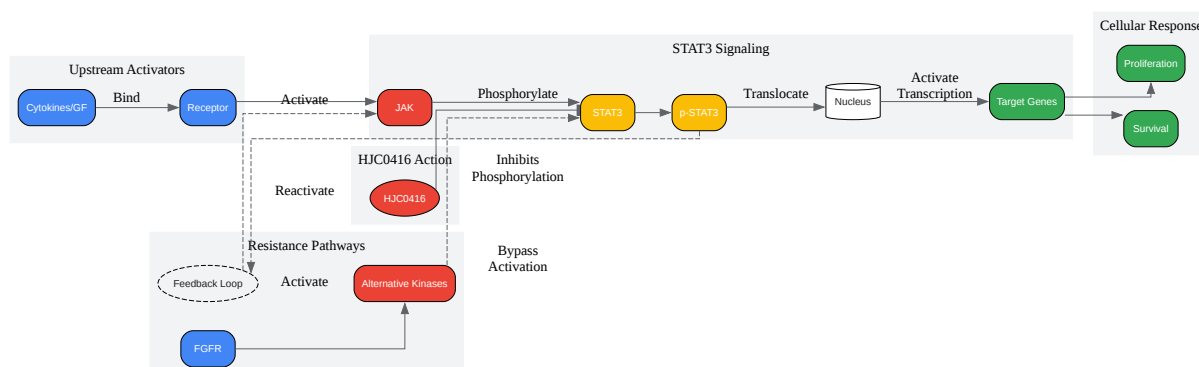 Cellular Response
STAT3 Signaling
Upstream Activators
Proliferation
Cytokines/GF
Bind
Receptor
Activate
JAK
Phosphorylate
STAT3
p-STAT3
Translocate
Nucleus
Activate
Transcription
Target Genes
Survival
HJC0416 Action
Inhibits
Phosphorylation
Reactivate
HJC0416
Resistance Pathways
Bypass
Activation
Feedback Loop
Activate
Alternative Kinases
FGFR